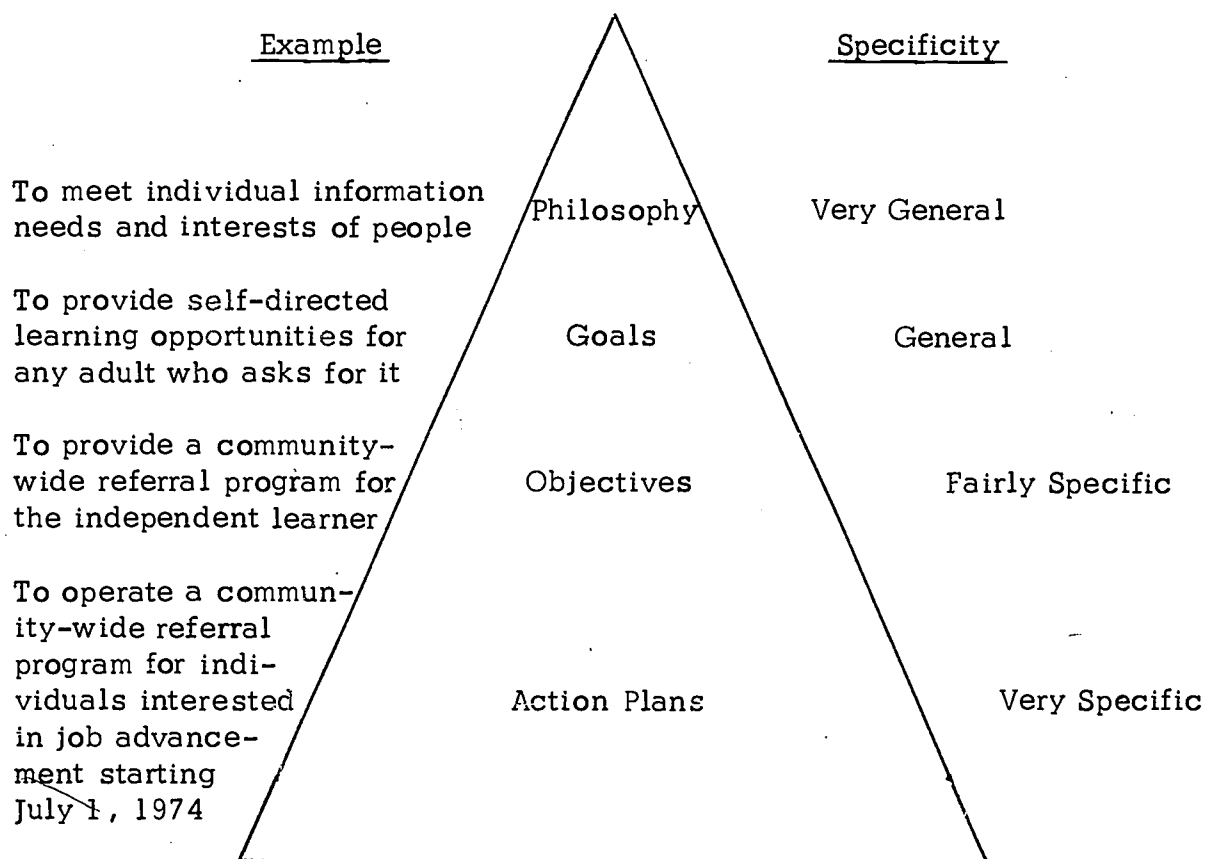 Example
Specificity
To meet individual information
needs and interests of people
Philosophy
Very General
To provide self-directed
learning opportunities for
any adult who asks for it
Goals
General
To provide a community-
wide referral program for
the independent learner
Objectives
Fairly Specific
To operate a commun-
ity-wide referral
program for indi-
viduals interested
in job advance-
ment starting
July 1, 1974
Action Plans
Very Specific